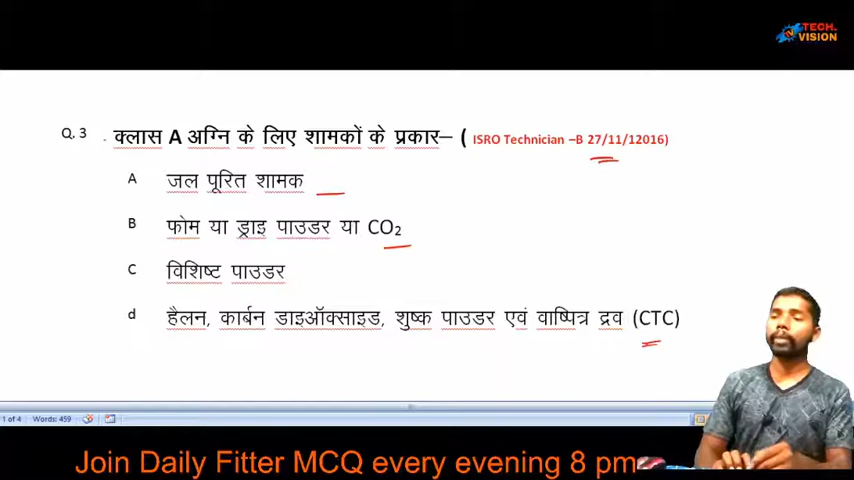 TECH.
VISION
Q. 3 क्लास A अग्नि के लिए शामकों के प्रकार– ( ISRO Technician –B 27/11/12016)
A जल पूरित शामक
B फोम या ड्राइ पाउडर या CO₂
C विशिष्ट पाउडर
d हैलन, कार्बन डाइऑक्साइड, शुष्क पाउडर एवं वाष्पित्र द्रव (CTC)
1 of 4 Words: 459
Join Daily Fitter MCQ every evening 8 pm